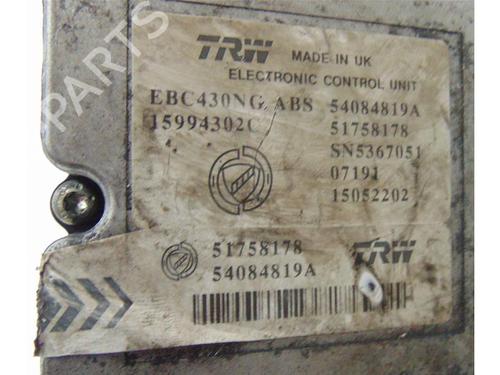 TRW MADE IN UK
ELECTRONIC CONTROL UNIT
EBC430NG ABS 54084819A
15994302C 51758178
SN5367051
07191
15052202
51758178 TRW
54084819A
PARTS